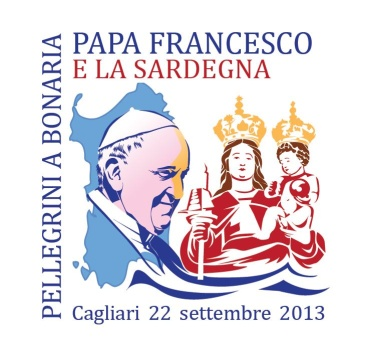 PELLEGRINI A BONARIA
PAPA FRANCESCO
E LA SARDEGNA
Cagliari 22 settembre 2013